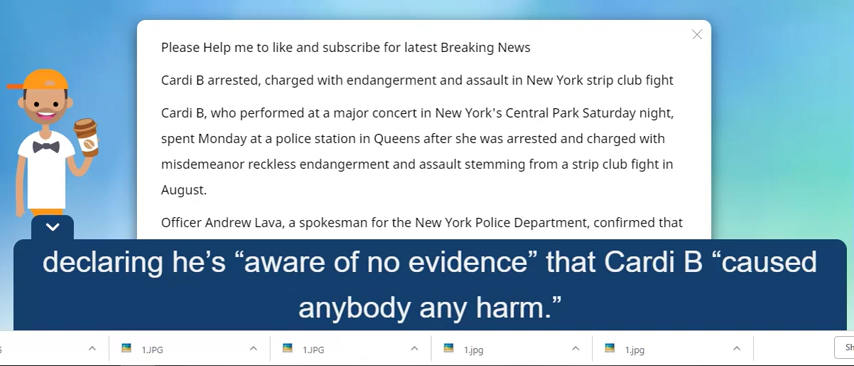 Please Help me to like and subscribe for latest Breaking News
Cardi B arrested, charged with endangerment and assault in New York strip club fight
Cardi B, who performed at a major concert in New York's Central Park Saturday night,
spent Monday at a police station in Queens after she was arrested and charged with
misdemeanor reckless endangerment and assault stemming from a strip club fight in
August.
Officer Andrew Lava, a spokesman for the New York Police Department, confirmed that
declaring he's “aware of no evidence” that Cardi B “caused
anybody any harm.”
1.JPG
1.JPG
1.jpg
1.jpg